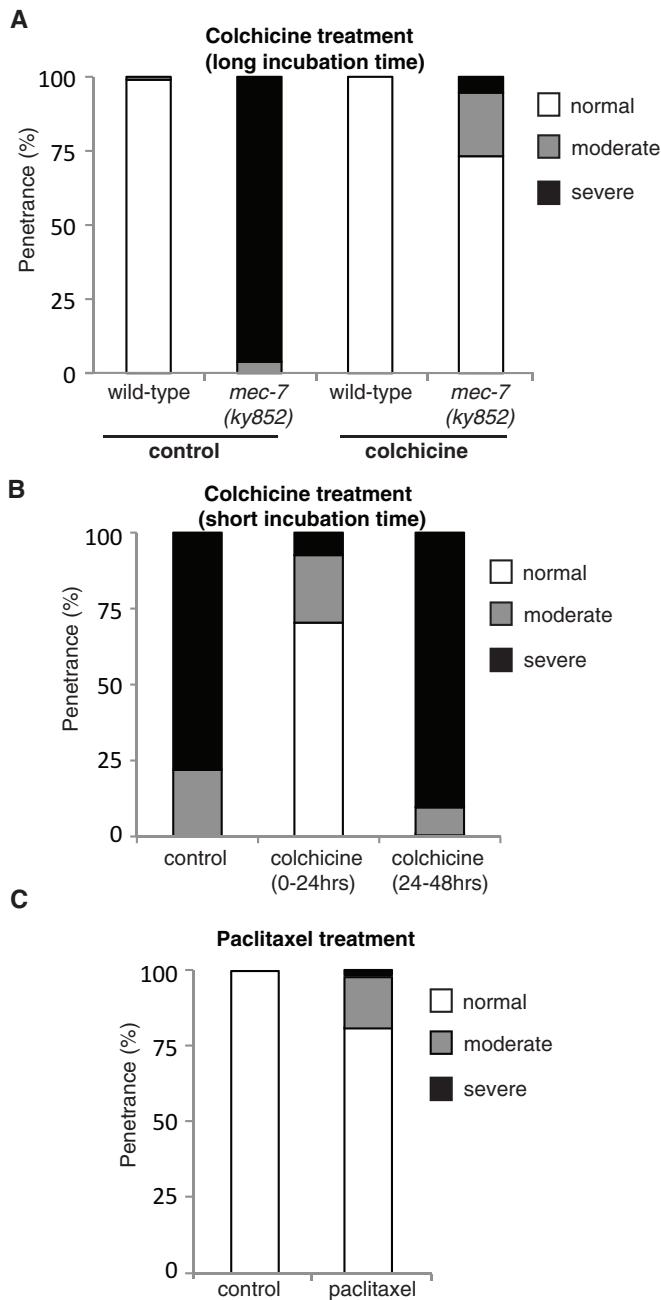 A
Colchicine treatment
(long incubation time)
Penetrance (%)
100
75
50
25
0
normal
moderate
severe
wild-type
mec-7
(ky852)
wild-type
mec-7
(ky852)
control
colchicine
B
Colchicine treatment
(short incubation time)
Penetrance (%)
100
75
50
25
0
normal
moderate
severe
control
colchicine
(0-24hrs)
colchicine
(24-48hrs)
C
Paclitaxel treatment
Penetrance (%)
100
75
50
25
0
normal
moderate
severe
control
paclitaxel